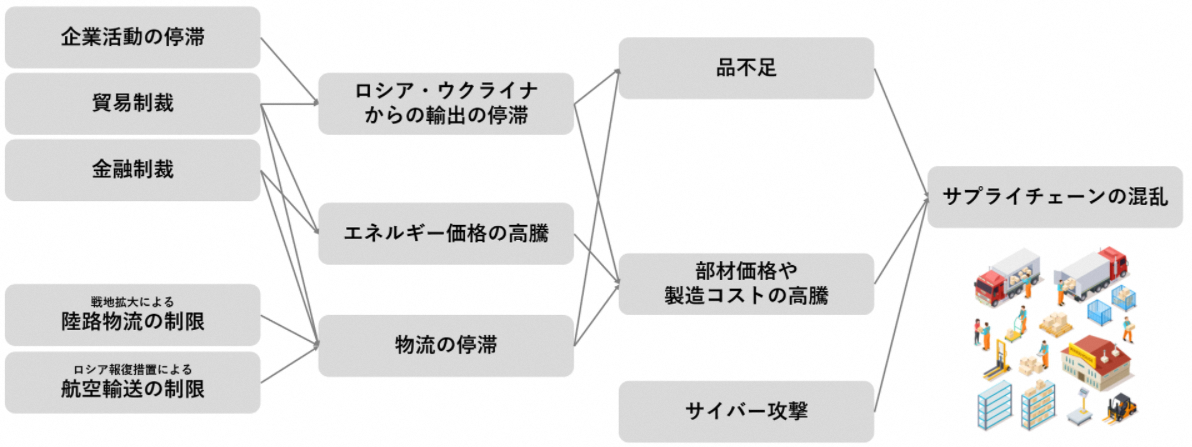 企業活動の停滞
貿易制裁
金融制裁
戦地拡大による
陸路物流の制限
ロシア報復措置による
航空輸送の制限
ロシア・ウクライナ
からの輸出の停滞
エネルギー価格の高騰
物流の停滞
品不足
部材価格や
製造コストの高騰
サイバー攻撃
サプライチェーンの混乱